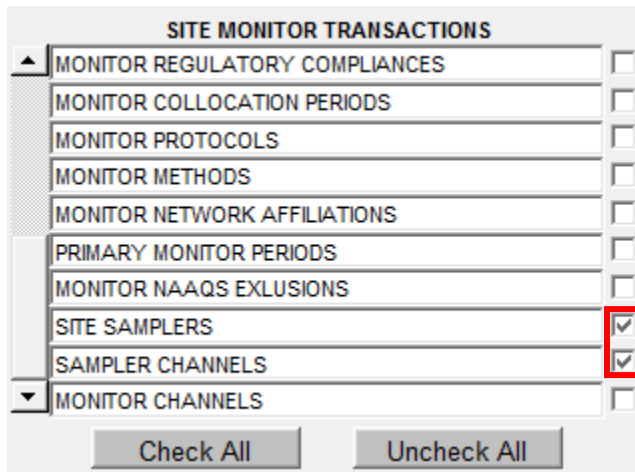 SITE MONITOR TRANSACTIONS
MONITOR REGULATORY COMPLIANCES
MONITOR COLLOCATION PERIODS
MONITOR PROTOCOLS
MONITOR METHODS
MONITOR NETWORK AFFILIATIONS
PRIMARY MONITOR PERIODS
MONITOR NAAQS EXLUSIONS
SITE SAMPLERS
SAMPLER CHANNELS
MONITOR CHANNELS
Check All Uncheck All